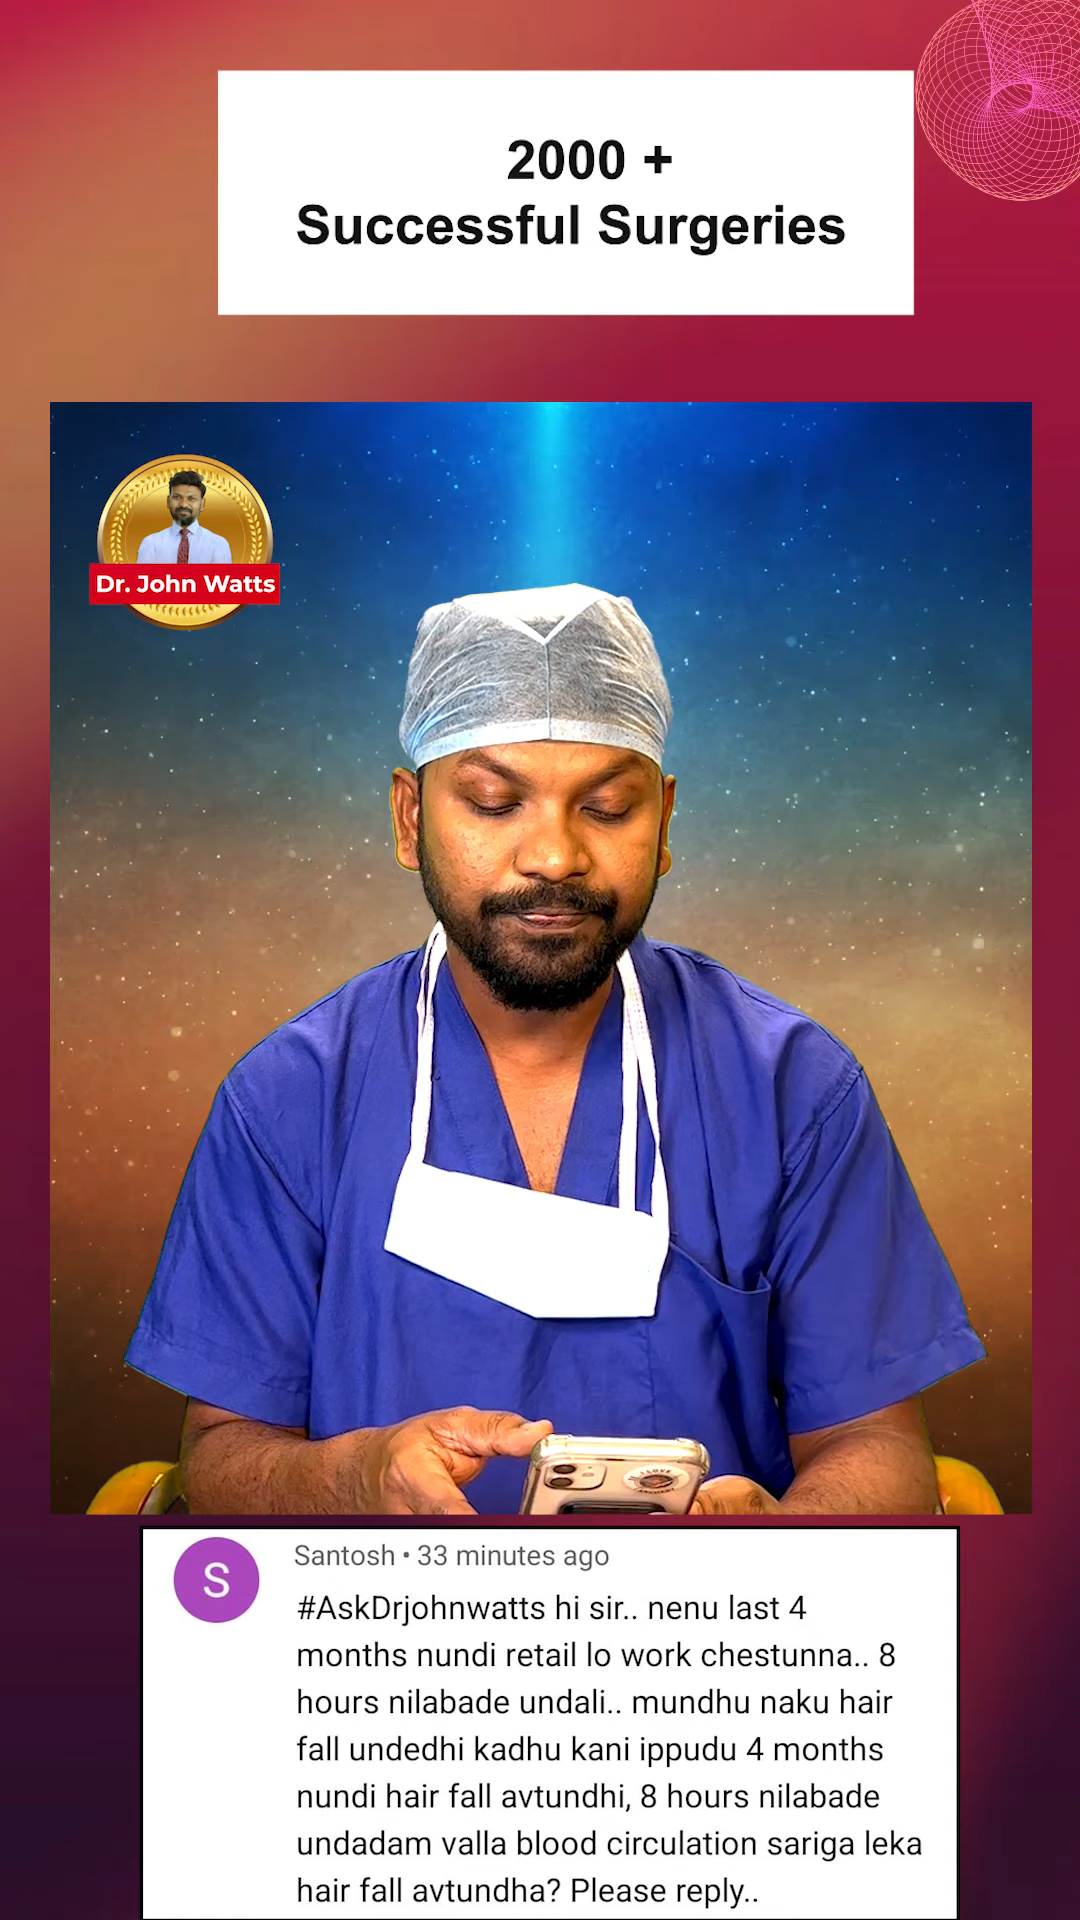 2000 +
Successful Surgeries
Dr. John Watts
S
Santosh • 33 minutes ago
#AskDrjohnwatts hi sir.. nenu last 4
months nundi retail lo work chestunna.. 8
hours nilabade undali.. mundhu naku hair
fall undedhi kadhu kani ippudu 4 months
nundi hair fall avtundhi, 8 hours nilabade
undadam valla blood circulation sariga leka
hair fall avtundha? Please reply..